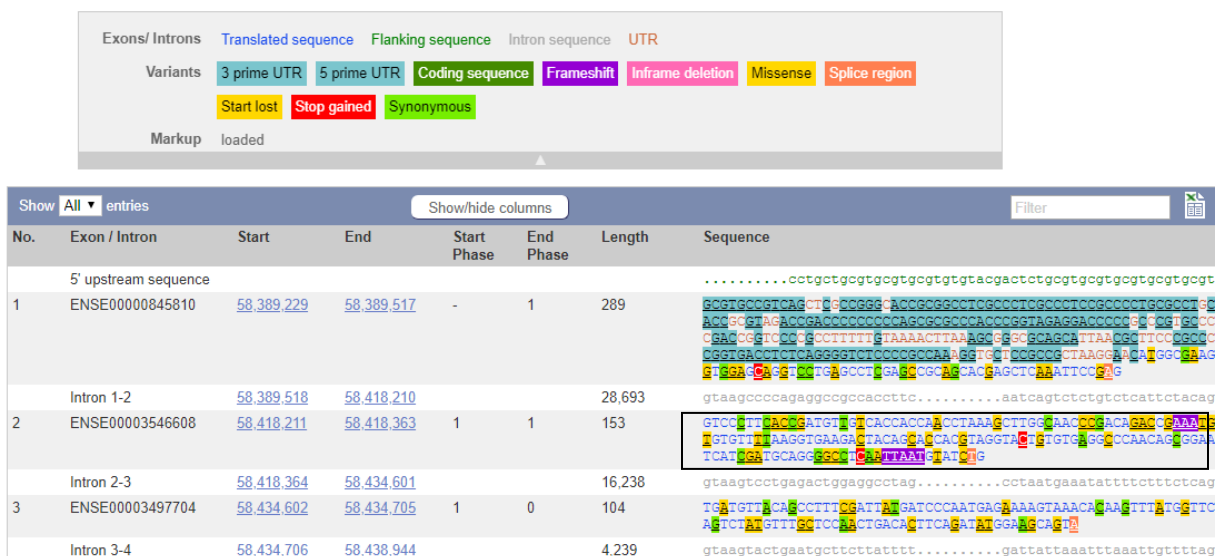 Exons/ Introns Translated sequence Flanking sequence Intron sequence UTR
Variants 3 prime UTR 5 prime UTR Coding sequence Frameshift Inframe deletion Missense Splice region
Start lost Stop gained Synonymous
Markup loaded
Show All entries Show/hide columns Filter
No. Exon / Intron Start End Start Phase End Phase Length Sequence
5' upstream sequence ..........cctgctgcgtgcgtgcgtgtgtacgactctgcgtgcgtgcgtgcgtgcgt
1 ENSE00000845810 58,389,229 58,389,517 - 1 289 GCGTGCCGTCAGCTCGCCGGGCACCGCGGCCTCGCCCTCGCCCTCCGCCCCTGCGCCTGC
ACCGCGTAGACCGACCCCCCCCCAGCGCGCCCACCCGGTAGAGGACCCCCGCCCGTGCCC
CGACCGGTCCCCGCCTTTTTGTAAAACTTAAAGCGGGCGCAGCATTAACGCTTCCCGCCC
CGGTGACCTCTCAGGGGTCTCCCCGCCAAAGGTGCTCCGCCGCTAAGGAACATGGCGAAG
GTGGAGCAGGTCCTGAGCCTCGAGCCGCAGCACGAGCTCAAATTCCGAG
Intron 1-2 58,389,518 58,418,210 28,693 gtaagccccagaggccgccaccttc..........aatcagtctctgtctcattctacag
2 ENSE00003546608 58,418,211 58,418,363 1 1 153 GTCCCTTCACCGATGTTGTCACCACCAACCTAAAGCTTGGCAACCCGACAGACCGAAATG
TGTGTTTTAAGGTGAAGACTACAGCACCACGTAGGTACTGTGTGAGGCCCAACAGCGGAA
TCATCGATGCAGGGGCCTCAATTAATGTATCTG
Intron 2-3 58,418,364 58,434,601 16,238 gtaagtcctgagactggaggcctag..........cctaatgaaatattttctttctcag
3 ENSE00003497704 58,434,602 58,434,705 1 0 104 TGATGTTACAGCCTTTCGATTATGATCCCAATGAGAAAAGTAAACACAAGTTTATGGTTC
AGTCTATGTTTGCTCCAACTGACACTTCAGATATGGAAGCAGTA
Intron 3-4 58,434,706 58,438,944 4,239 gtaagtactgaatgcttcttatttt..........gattattaaatttaaattgttttag